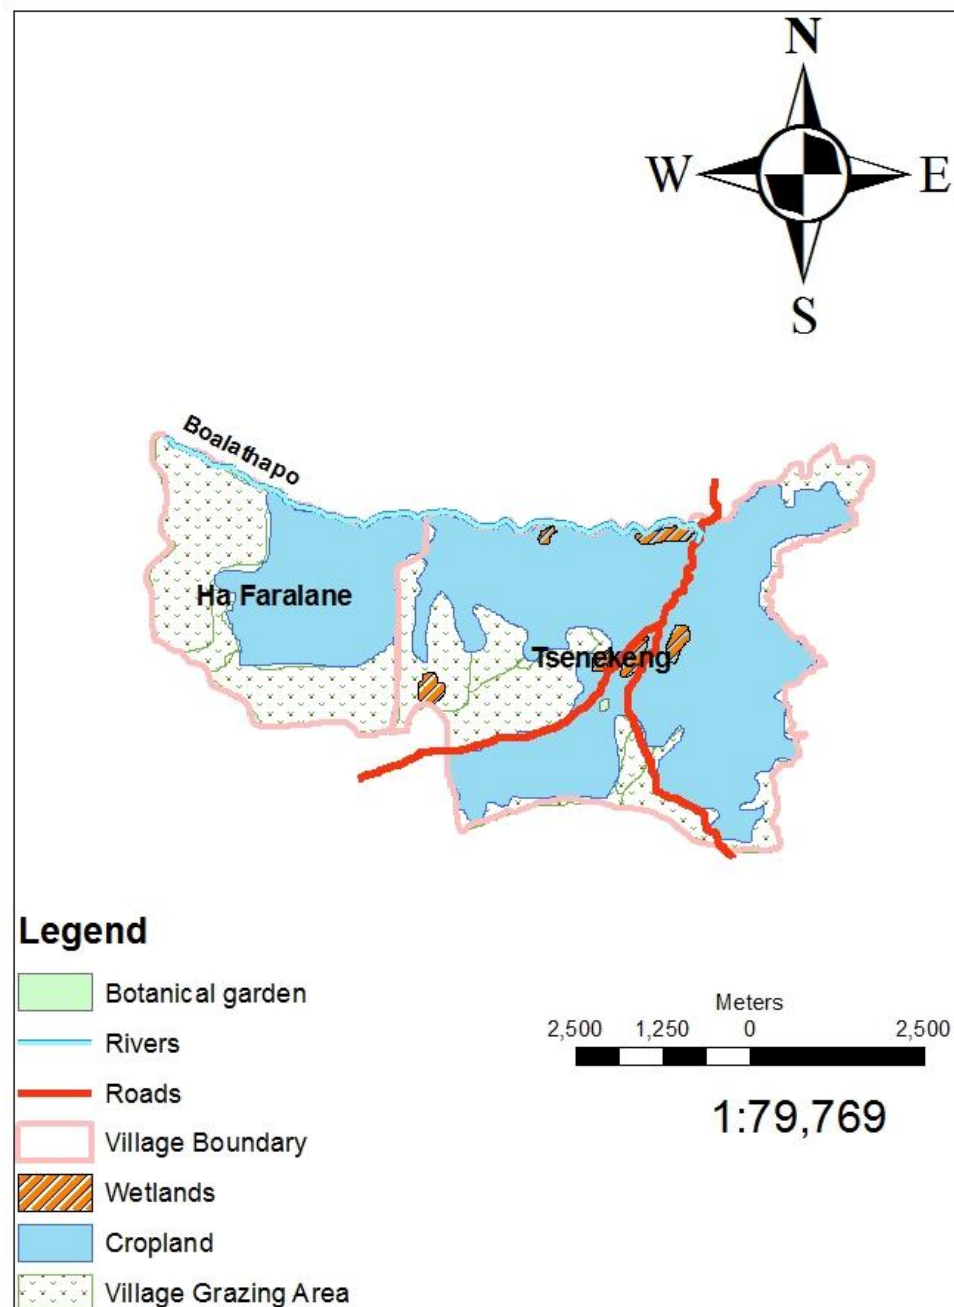 N
W E
S
Boalathapo
Ha Faralane
Tsenekeng
Legend
Botanical garden
Rivers
Roads
Village Boundary
Wetlands
Cropland
Village Grazing Area
Meters
2,500 1,250 0 2,500
1:79,769